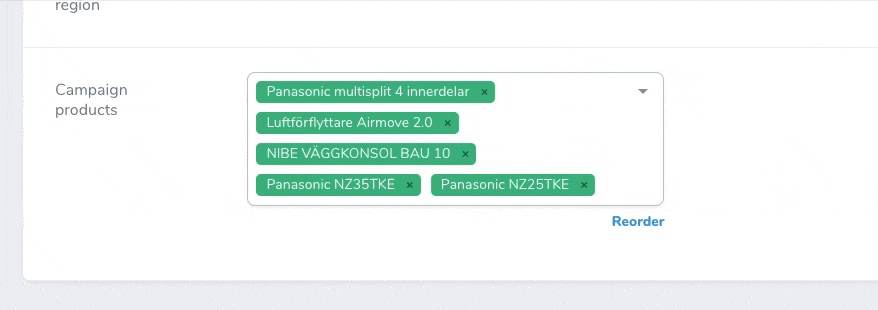 region
Campaign
products
Panasonic multisplit 4 innerdelar ×
Luftförflyttare Airmove 2.0 ×
NIBE VÄGGKONSOL BAU 10 ×
Panasonic NZ35TKE × Panasonic NZ25TKE ×
Reorder